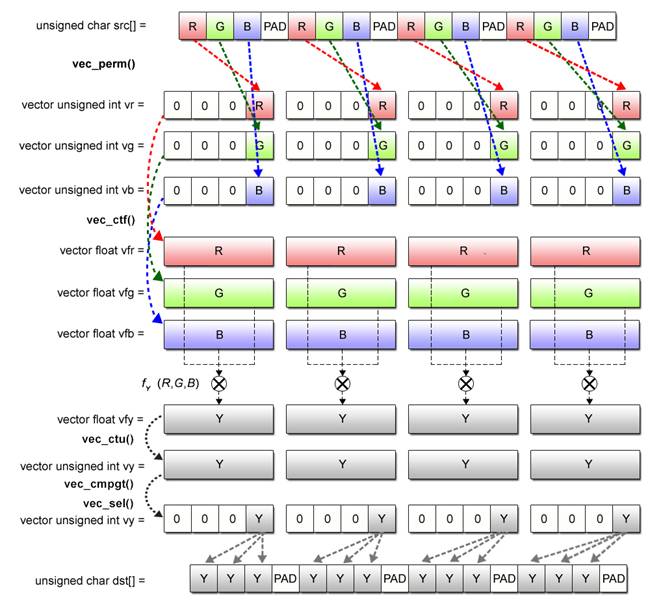 unsigned char src[] = R G B PAD R G B PAD R G B PAD R G B PAD
vec_perm()
vector unsigned int vr = 0 0 0 R 0 0 0 R 0 0 0 R 0 0 0 R
vector unsigned int vg = 0 0 0 G 0 0 0 G 0 0 0 G 0 0 0 G
vector unsigned int vb = 0 0 0 B 0 0 0 B 0 0 0 B 0 0 0 B
vec_ctf()
vector float vfr = R R R R
vector float vfg = G G G G
vector float vfb = B B B B
fY (R,G,B)
vector float vfy = Y Y Y Y
vec_ctu()
vector unsigned int vy = Y Y Y Y
vec_cmpgt()
vec_sel()
vector unsigned int vy = 0 0 0 Y 0 0 0 Y 0 0 0 Y 0 0 0 Y
unsigned char dst[] = Y Y Y PAD Y Y Y PAD Y Y Y PAD Y Y Y PAD